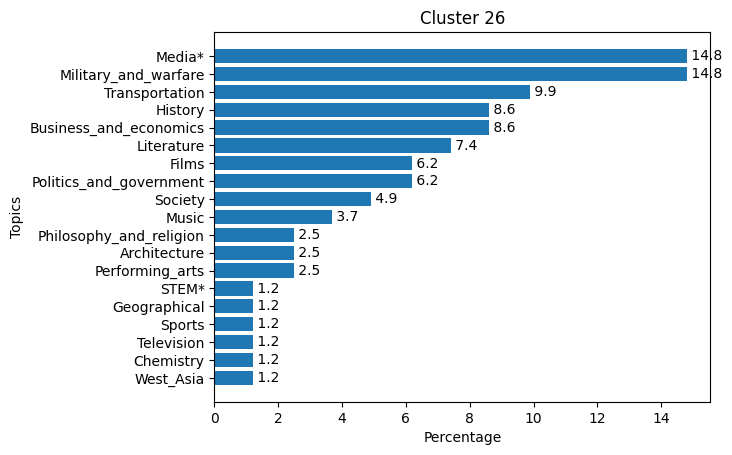 Cluster 26
Media* 14.8
Military_and_warfare 14.8
Transportation 9.9
History 8.6
Business_and_economics 8.6
Literature 7.4
Films 6.2
Politics_and_government 6.2
Society 4.9
Music 3.7
Philosophy_and_religion 2.5
Architecture 2.5
Performing_arts 2.5
STEM* 1.2
Geographical 1.2
Sports 1.2
Television 1.2
Chemistry 1.2
West_Asia 1.2
Topics
0 2 4 6 8 10 12 14
Percentage